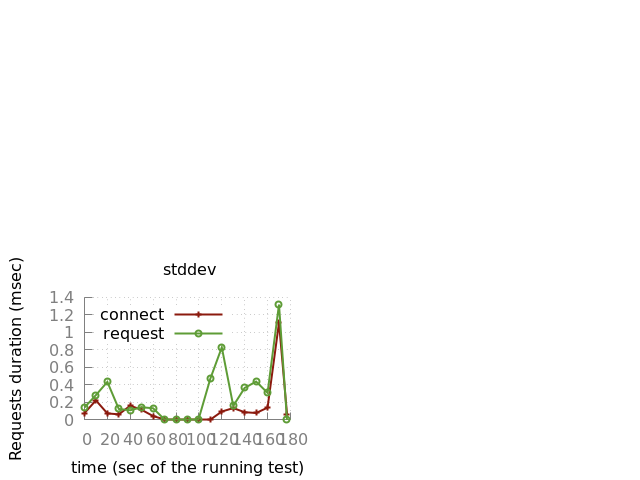 stddev
Requests duration (msec)
1.4
1.2
1
0.8
0.6
0.4
0.2
0
connect
request
0 20 40 60 80 100 120 140 160 180
time (sec of the running test)